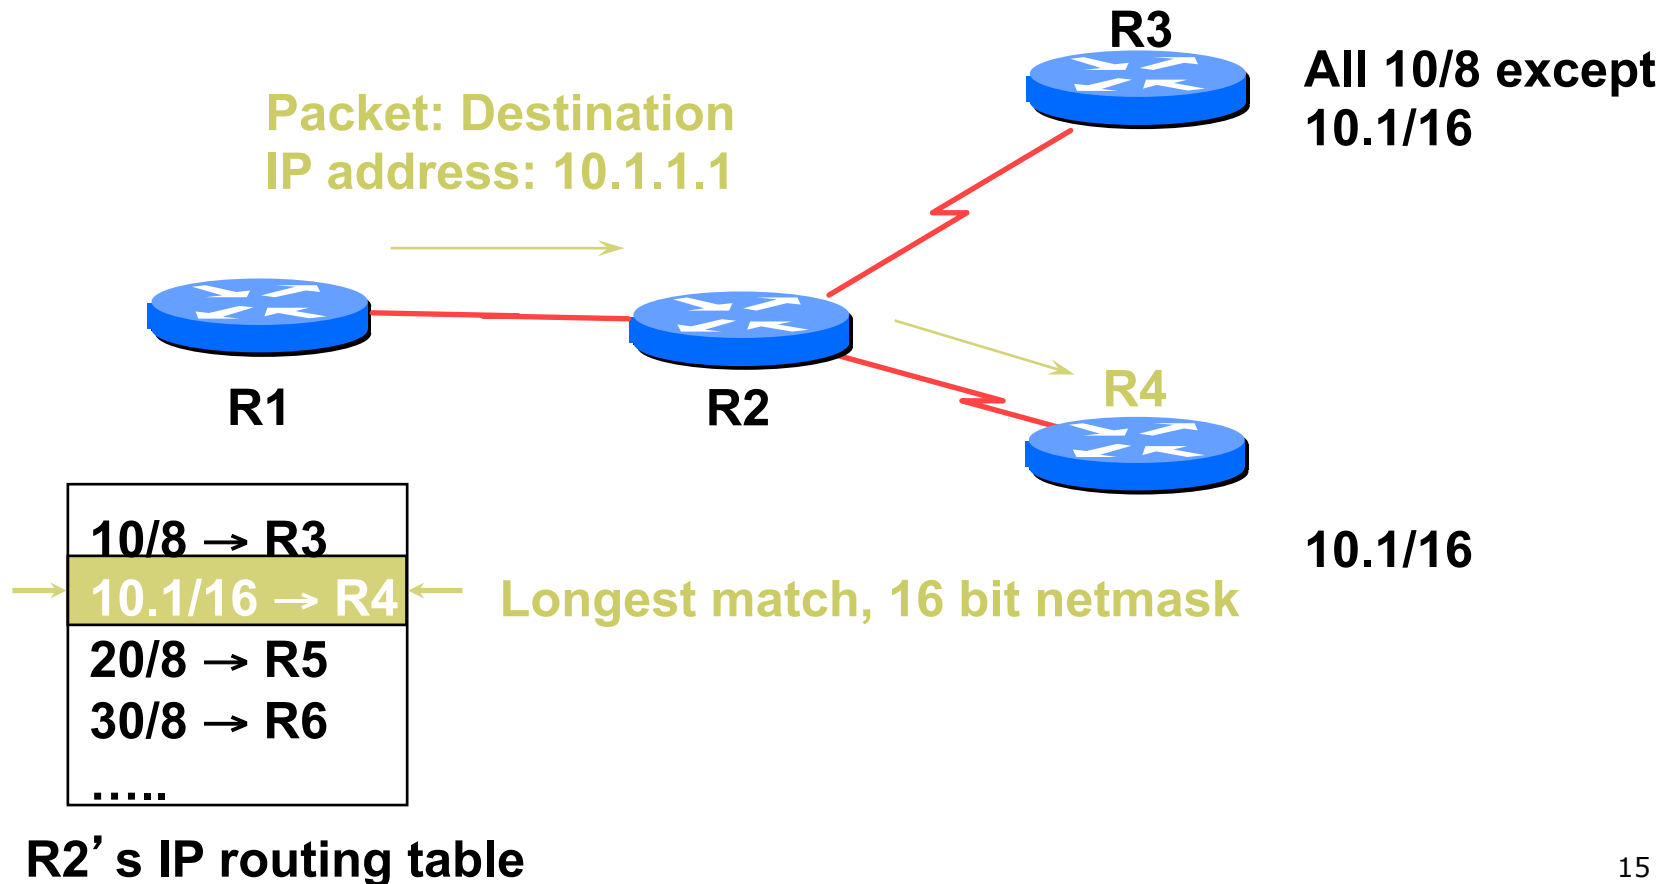 R3
All 10/8 except
10.1/16
Packet: Destination
IP address: 10.1.1.1
R1
R2
R4
10.1/16
10/8 → R3
10.1/16 → R4
20/8 → R5
30/8 → R6
.....
Longest match, 16 bit netmask
R2’s IP routing table
15